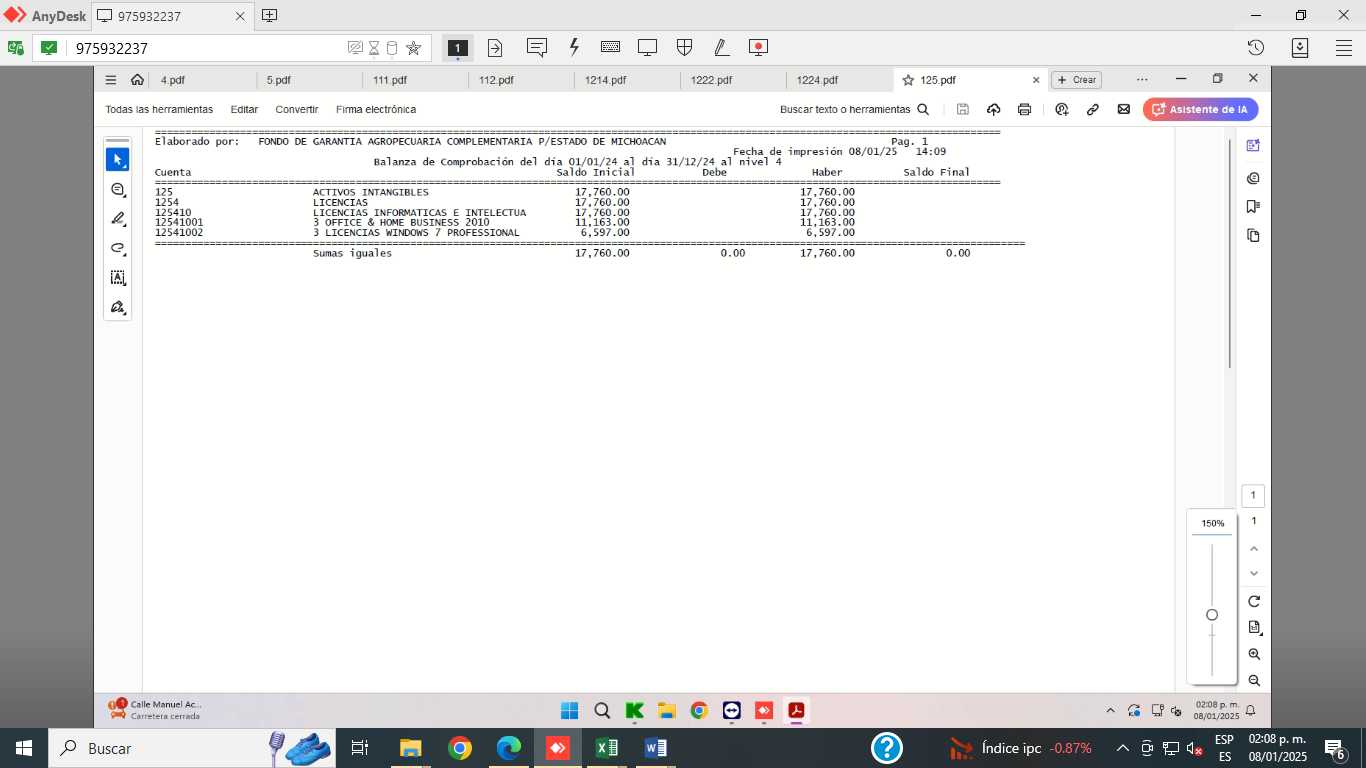 AnyDesk 975932237
975932237 1
4.pdf 5.pdf 111.pdf 112.pdf 1214.pdf 1222.pdf 1224.pdf 125.pdf Crear
Todas las herramientas Editar Convertir Firma electrónica Buscar texto o herramientas Asistente de IA
Elaborado por: FONDO DE GARANTIA AGROPECUARIA COMPLEMENTARIA P/ESTADO DE MICHOACAN Pag. 1
Fecha de impresión 08/01/25 14:09
Balanza de Comprobación del día 01/01/24 al día 31/12/24 al nivel 4
Cuenta Saldo Inicial Debe Haber Saldo Final
125 ACTIVOS INTANGIBLES 17,760.00 17,760.00
1254 LICENCIAS 17,760.00 17,760.00
125410 LICENCIAS INFORMATICAS E INTELECTUA 17,760.00 17,760.00
12541001 3 OFFICE & HOME BUSINESS 2010 11,163.00 11,163.00
12541002 3 LICENCIAS WINDOWS 7 PROFESSIONAL 6,597.00 6,597.00
Sumas iguales 17,760.00 0.00 17,760.00 0.00
1
1
150%
1 Calle Manuel Ac...
Carretera cerrada
02:08 p. m.
08/01/2025
Buscar
Índice ipc -0.87%
ESP
ES
02:08 p. m.
08/01/2025
6